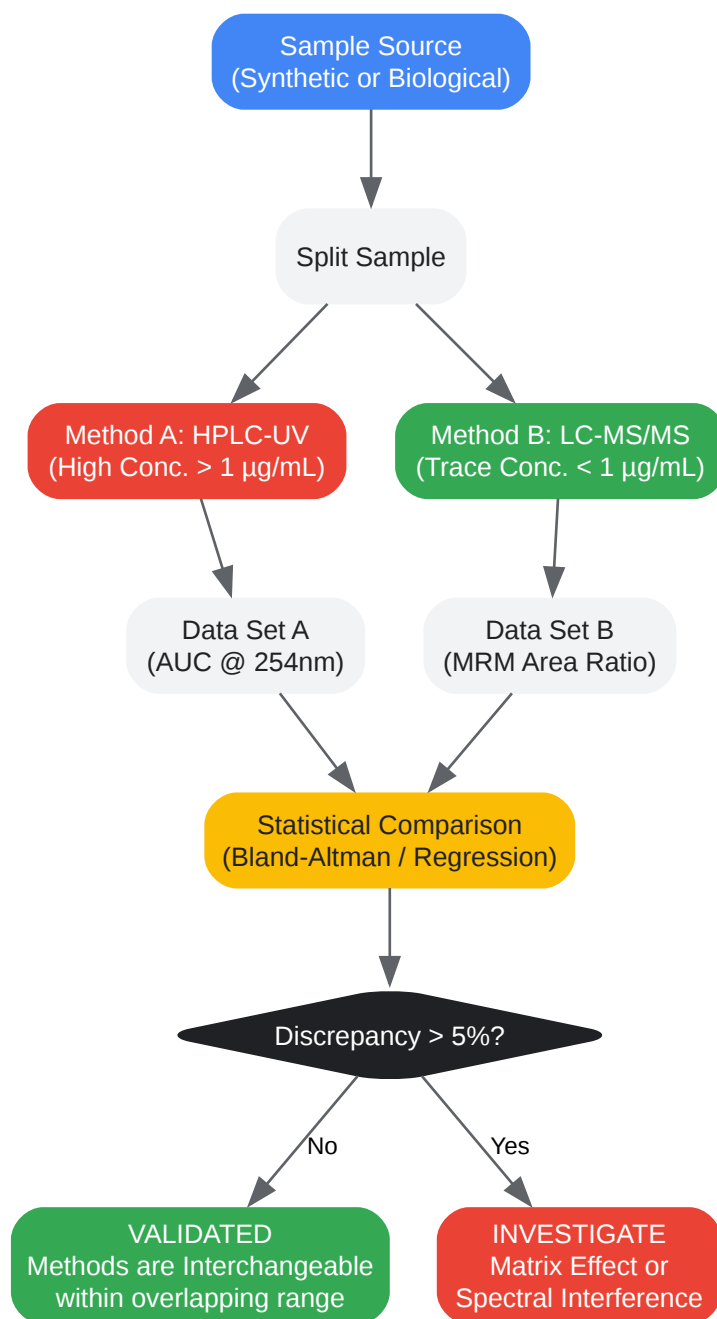 Sample Source
(Synthetic or Biological)
Split Sample
Method A: HPLC-UV
(High Conc. > 1 µg/mL)
Method B: LC-MS/MS
(Trace Conc. < 1 µg/mL)
Data Set A
(AUC @ 254nm)
Data Set B
(MRM Area Ratio)
Statistical Comparison
(Bland-Altman / Regression)
Discrepancy > 5%?
No
Yes
VALIDATED
Methods are Interchangeable
within overlapping range
INVESTIGATE
Matrix Effect or
Spectral Interference